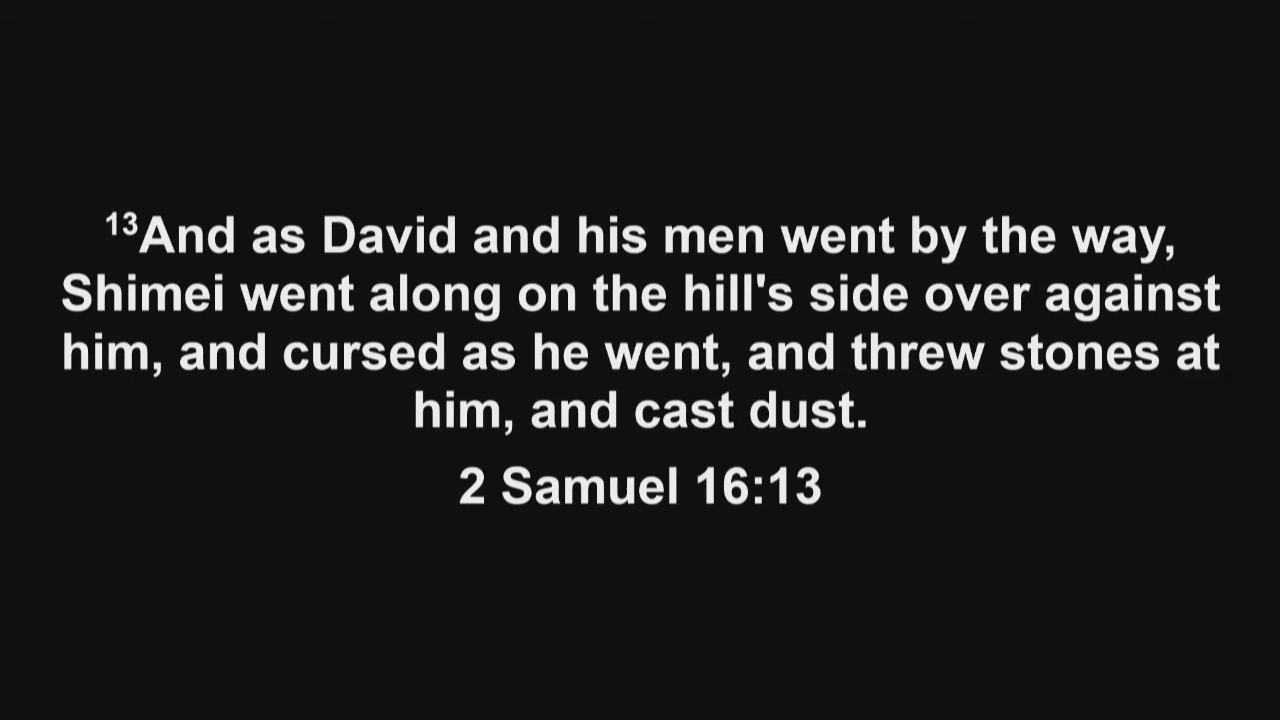 ¹³And as David and his men went by the way,
Shimei went along on the hill's side over against
him, and cursed as he went, and threw stones at
him, and cast dust.
2 Samuel 16:13